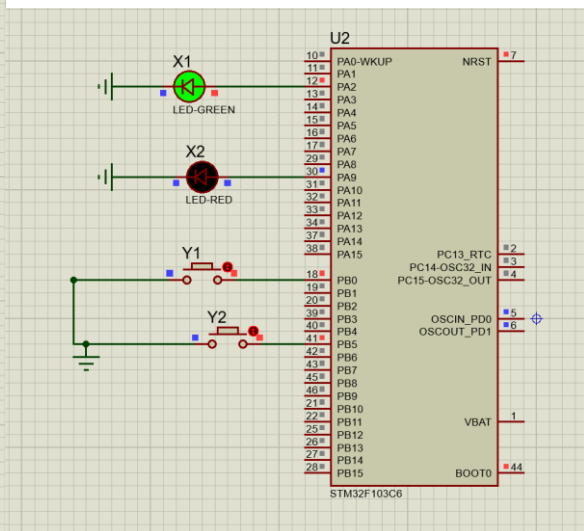 U2
X1
LED-GREEN
X2
LED-RED
Y1
Y2
10 PA0-WKUP
11 PA1
12 PA2
13 PA3
14 PA4
15 PA5
16 PA6
17 PA7
29 PA8
30 PA9
31 PA10
32 PA11
33 PA12
34 PA13
37 PA14
38 PA15
18 PB0
19 PB1
20 PB2
39 PB3
40 PB4
41 PB5
42 PB6
43 PB7
45 PB8
46 PB9
21 PB10
22 PB11
25 PB12
26 PB13
27 PB14
28 PB15
NRST 7
PC13_RTC 2
PC14-OSC32_IN 3
PC15-OSC32_OUT 4
OSCIN_PD0 5
OSCOUT_PD1 6
VBAT 1
BOOT0 44
STM32F103C6